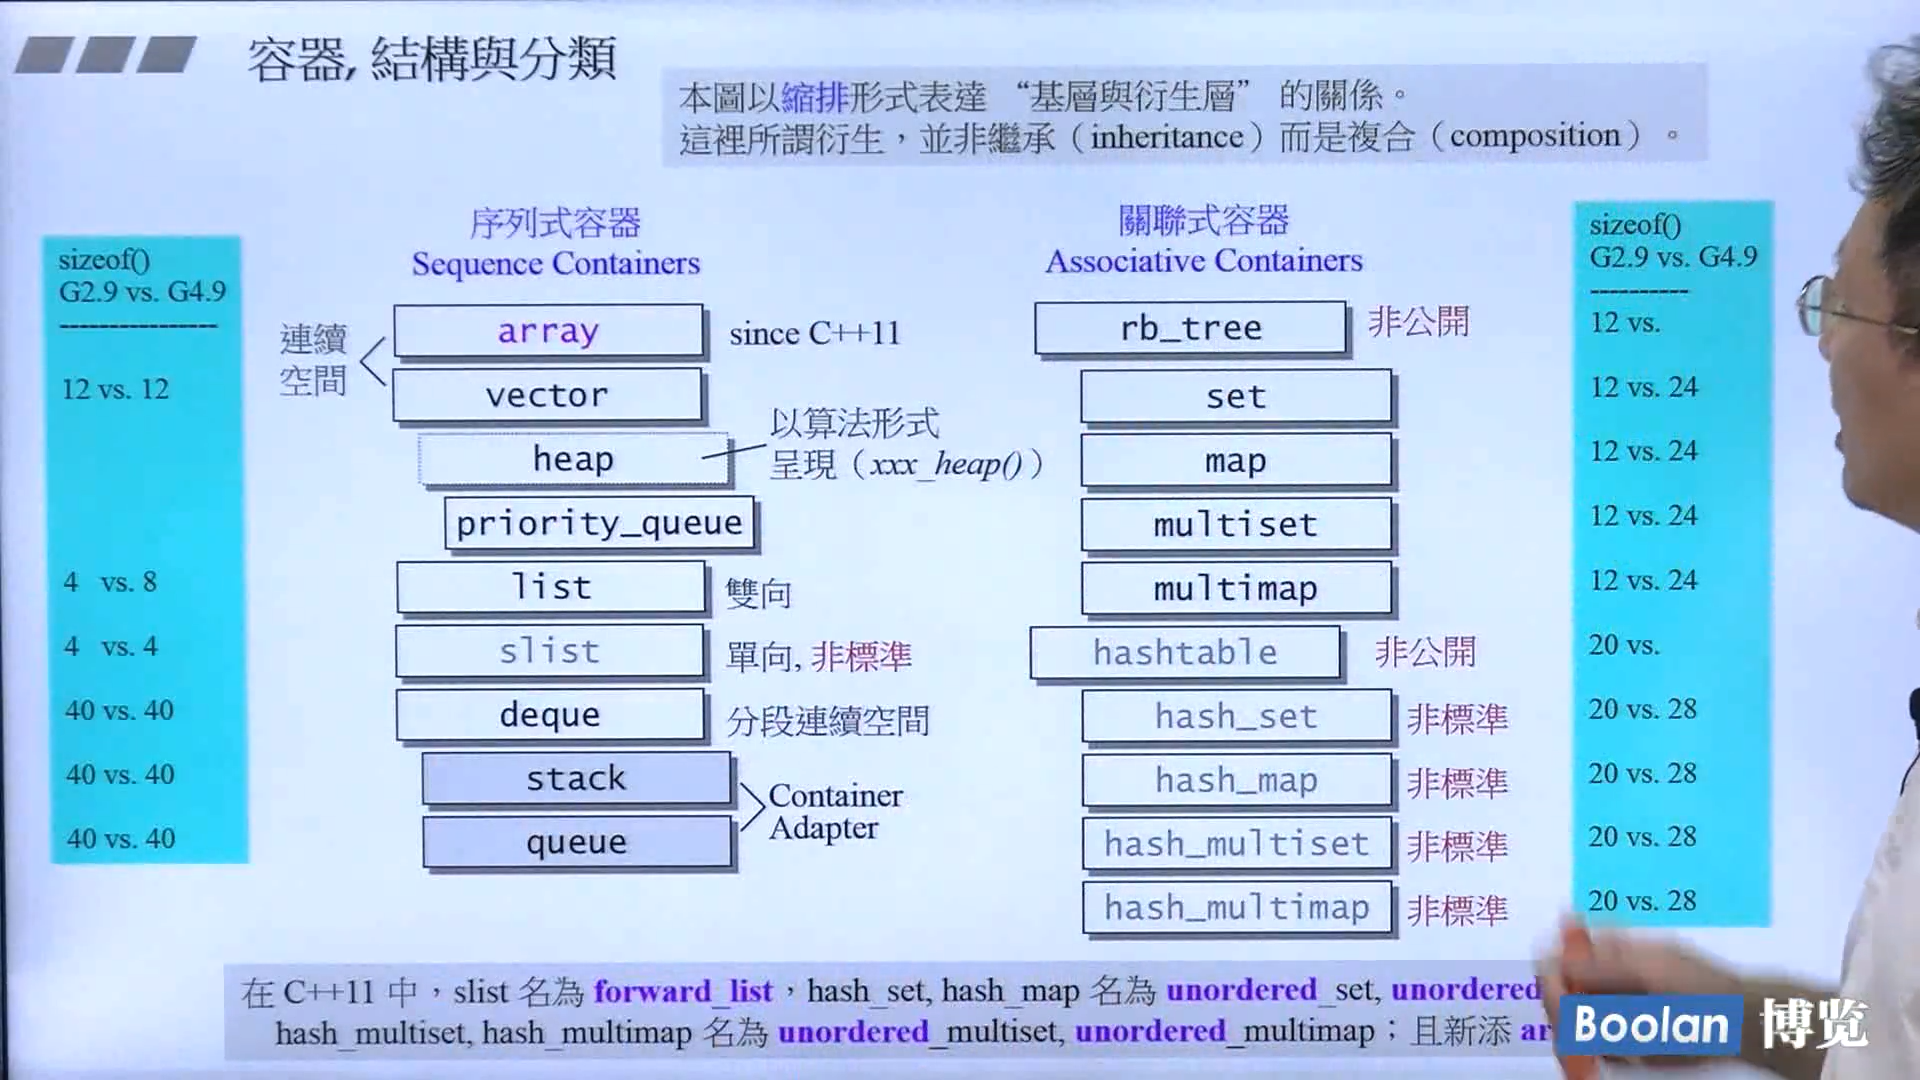 容器, 結構與分類
本圖以縮排形式表達 “基層與衍生層” 的關係。
這裡所謂衍生，並非繼承（inheritance）而是複合（composition）。
sizeof()
G2.9 vs. G4.9
----------------
12 vs. 12
4 vs. 8
4 vs. 4
40 vs. 40
40 vs. 40
40 vs. 40
序列式容器
Sequence Containers
連續
空間
array
since C++11
vector
heap
以算法形式
呈現（xxx_heap()）
priority_queue
list
雙向
slist
單向, 非標準
deque
分段連續空間
stack
queue
Container
Adapter
關聯式容器
Associative Containers
rb_tree
非公開
set
map
multiset
multimap
hashtable
非公開
hash_set
非標準
hash_map
非標準
hash_multiset
非標準
hash_multimap
非標準
sizeof()
G2.9 vs. G4.9
----------
12 vs.
12 vs. 24
12 vs. 24
12 vs. 24
12 vs. 24
20 vs.
20 vs. 28
20 vs. 28
20 vs. 28
20 vs. 28
在 C++11 中，slist 名為 forward_list，hash_set, hash_map 名為 unordered_set, unordered
hash_multiset, hash_multimap 名為 unordered_multiset, unordered_multimap；且新添 ar
Boolan 博览